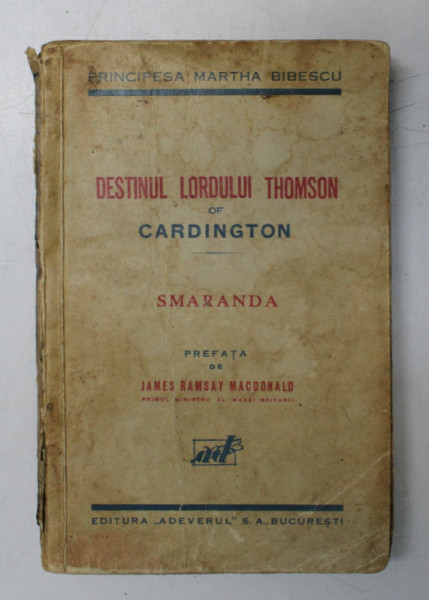 PRINCIPESA MARTHA BIBESCU
DESTINUL LORDULUI THOMSON
OF
CARDINGTON
SMARANDA
PREFAȚA
DE
JAMES RAMSAY MACDONALD
PRIMUL MINISTRU AL MAREI BRITANII
EDITURA „ADEVERUL" S. A., BUCUREȘTI